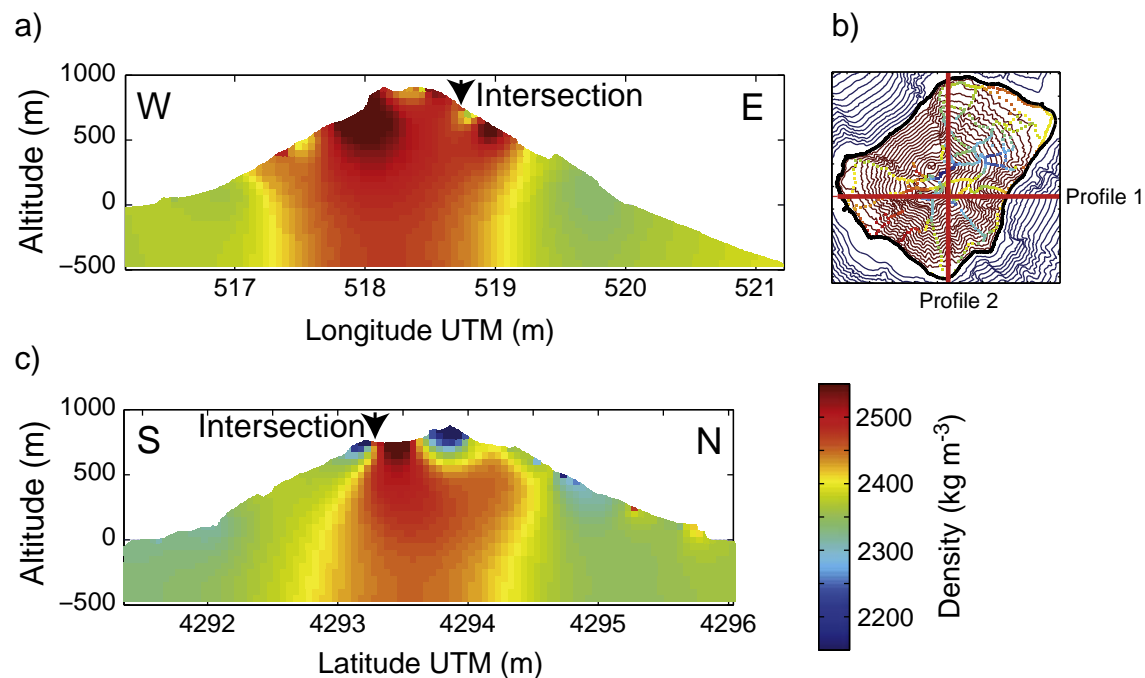 a)
b)
1000
500
0
−500
Altitude (m)
W
Intersection
E
517
518
519
520
521
Longitude UTM (m)
Profile 1
Profile 2
c)
1000
500
0
−500
Altitude (m)
S
Intersection
N
4292
4293
4294
4295
4296
Latitude UTM (m)
2500
2400
2300
2200
Density (kg m⁻³)